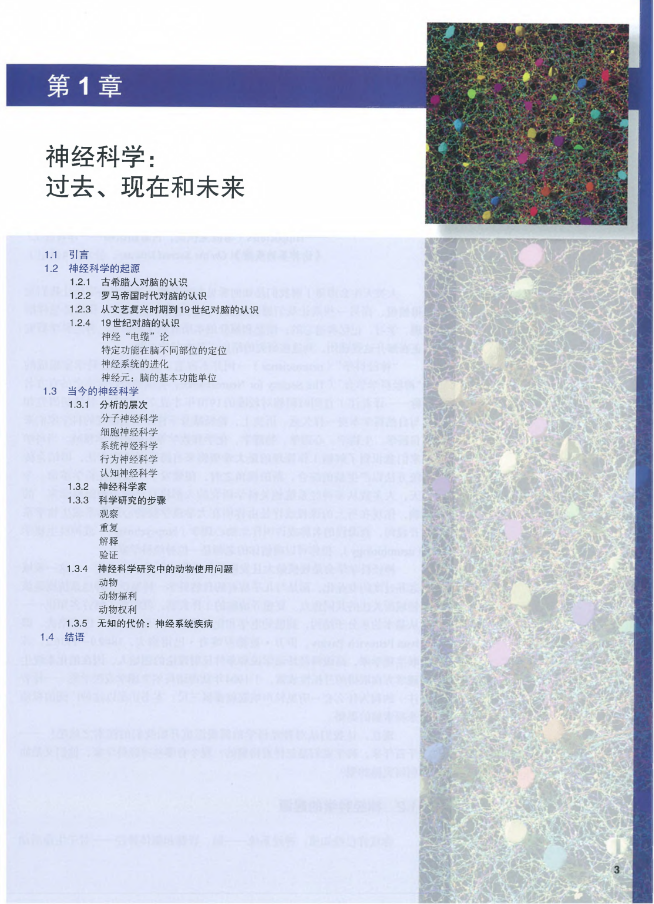 第1章
神经科学：
过去、现在和未来
1.1 引言
1.2 神经科学的起源
1.2.1 古希腊人对脑的认识
1.2.2 罗马帝国时代对脑的认识
1.2.3 从文艺复兴时期到19世纪对脑的认识
1.2.4 19世纪对脑的认识
神经“电缆”论
特定功能在脑不同部位的定位
神经系统的进化
神经元：脑的基本功能单位
1.3 当今的神经科学
1.3.1 分析的层次
分子神经科学
细胞神经科学
系统神经科学
行为神经科学
认知神经科学
1.3.2 神经科学家
1.3.3 科学研究的步骤
观察
重复
解释
验证
1.3.4 神经科学研究中的动物使用问题
动物
动物福利
动物权利
1.3.5 无知的代价：神经系统疾病
1.4 结语
3